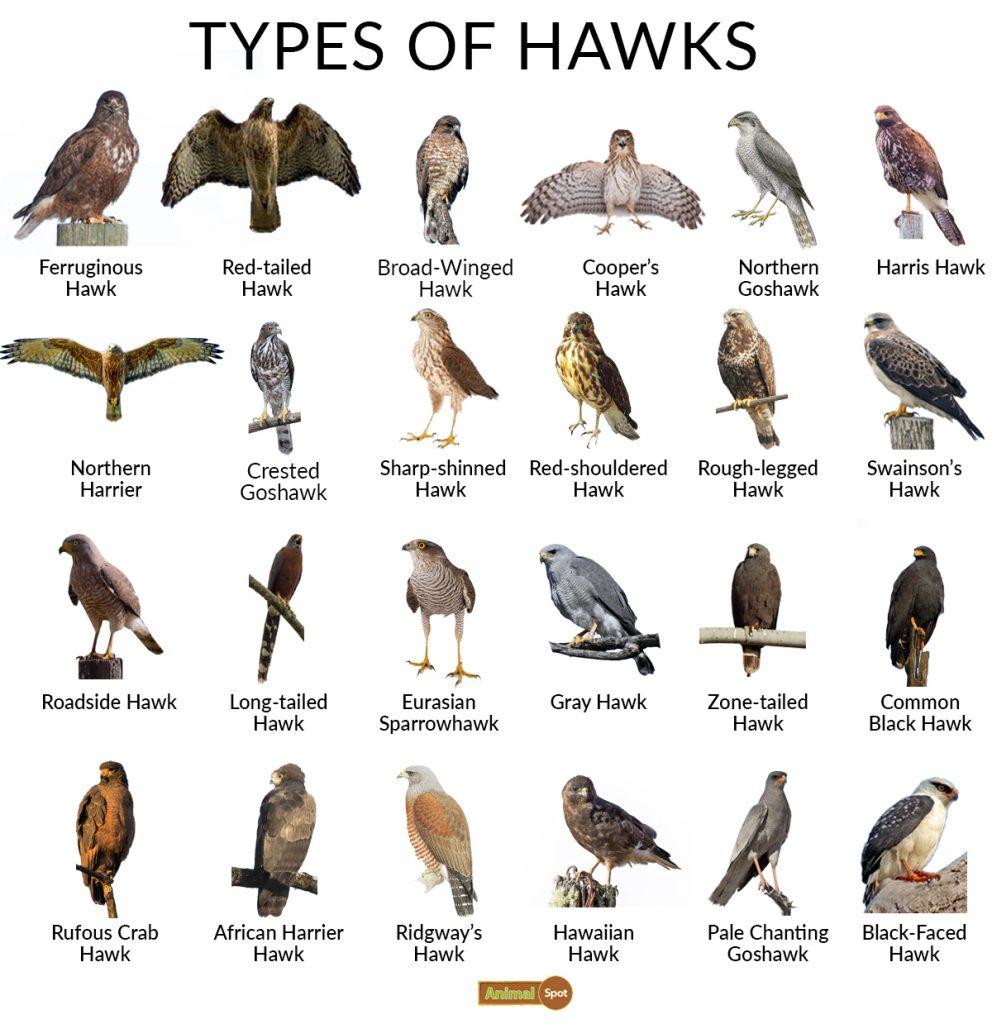 TYPES OF HAWKS
Ferruginous
Hawk
Red-tailed
Hawk
Broad-Winged
Hawk
Cooper's
Hawk
Northern
Goshawk
Harris Hawk
Northern
Harrier
Crested
Goshawk
Sharp-shinned
Hawk
Red-shouldered
Hawk
Rough-legged
Hawk
Swainson's
Hawk
Roadside Hawk
Long-tailed
Hawk
Eurasian
Sparrowhawk
Gray Hawk
Zone-tailed
Hawk
Common
Black Hawk
Rufous Crab
Hawk
African Harrier
Hawk
Ridgway's
Hawk
Hawaiian
Hawk
Pale Chanting
Goshawk
Black-Faced
Hawk
Animal Spot